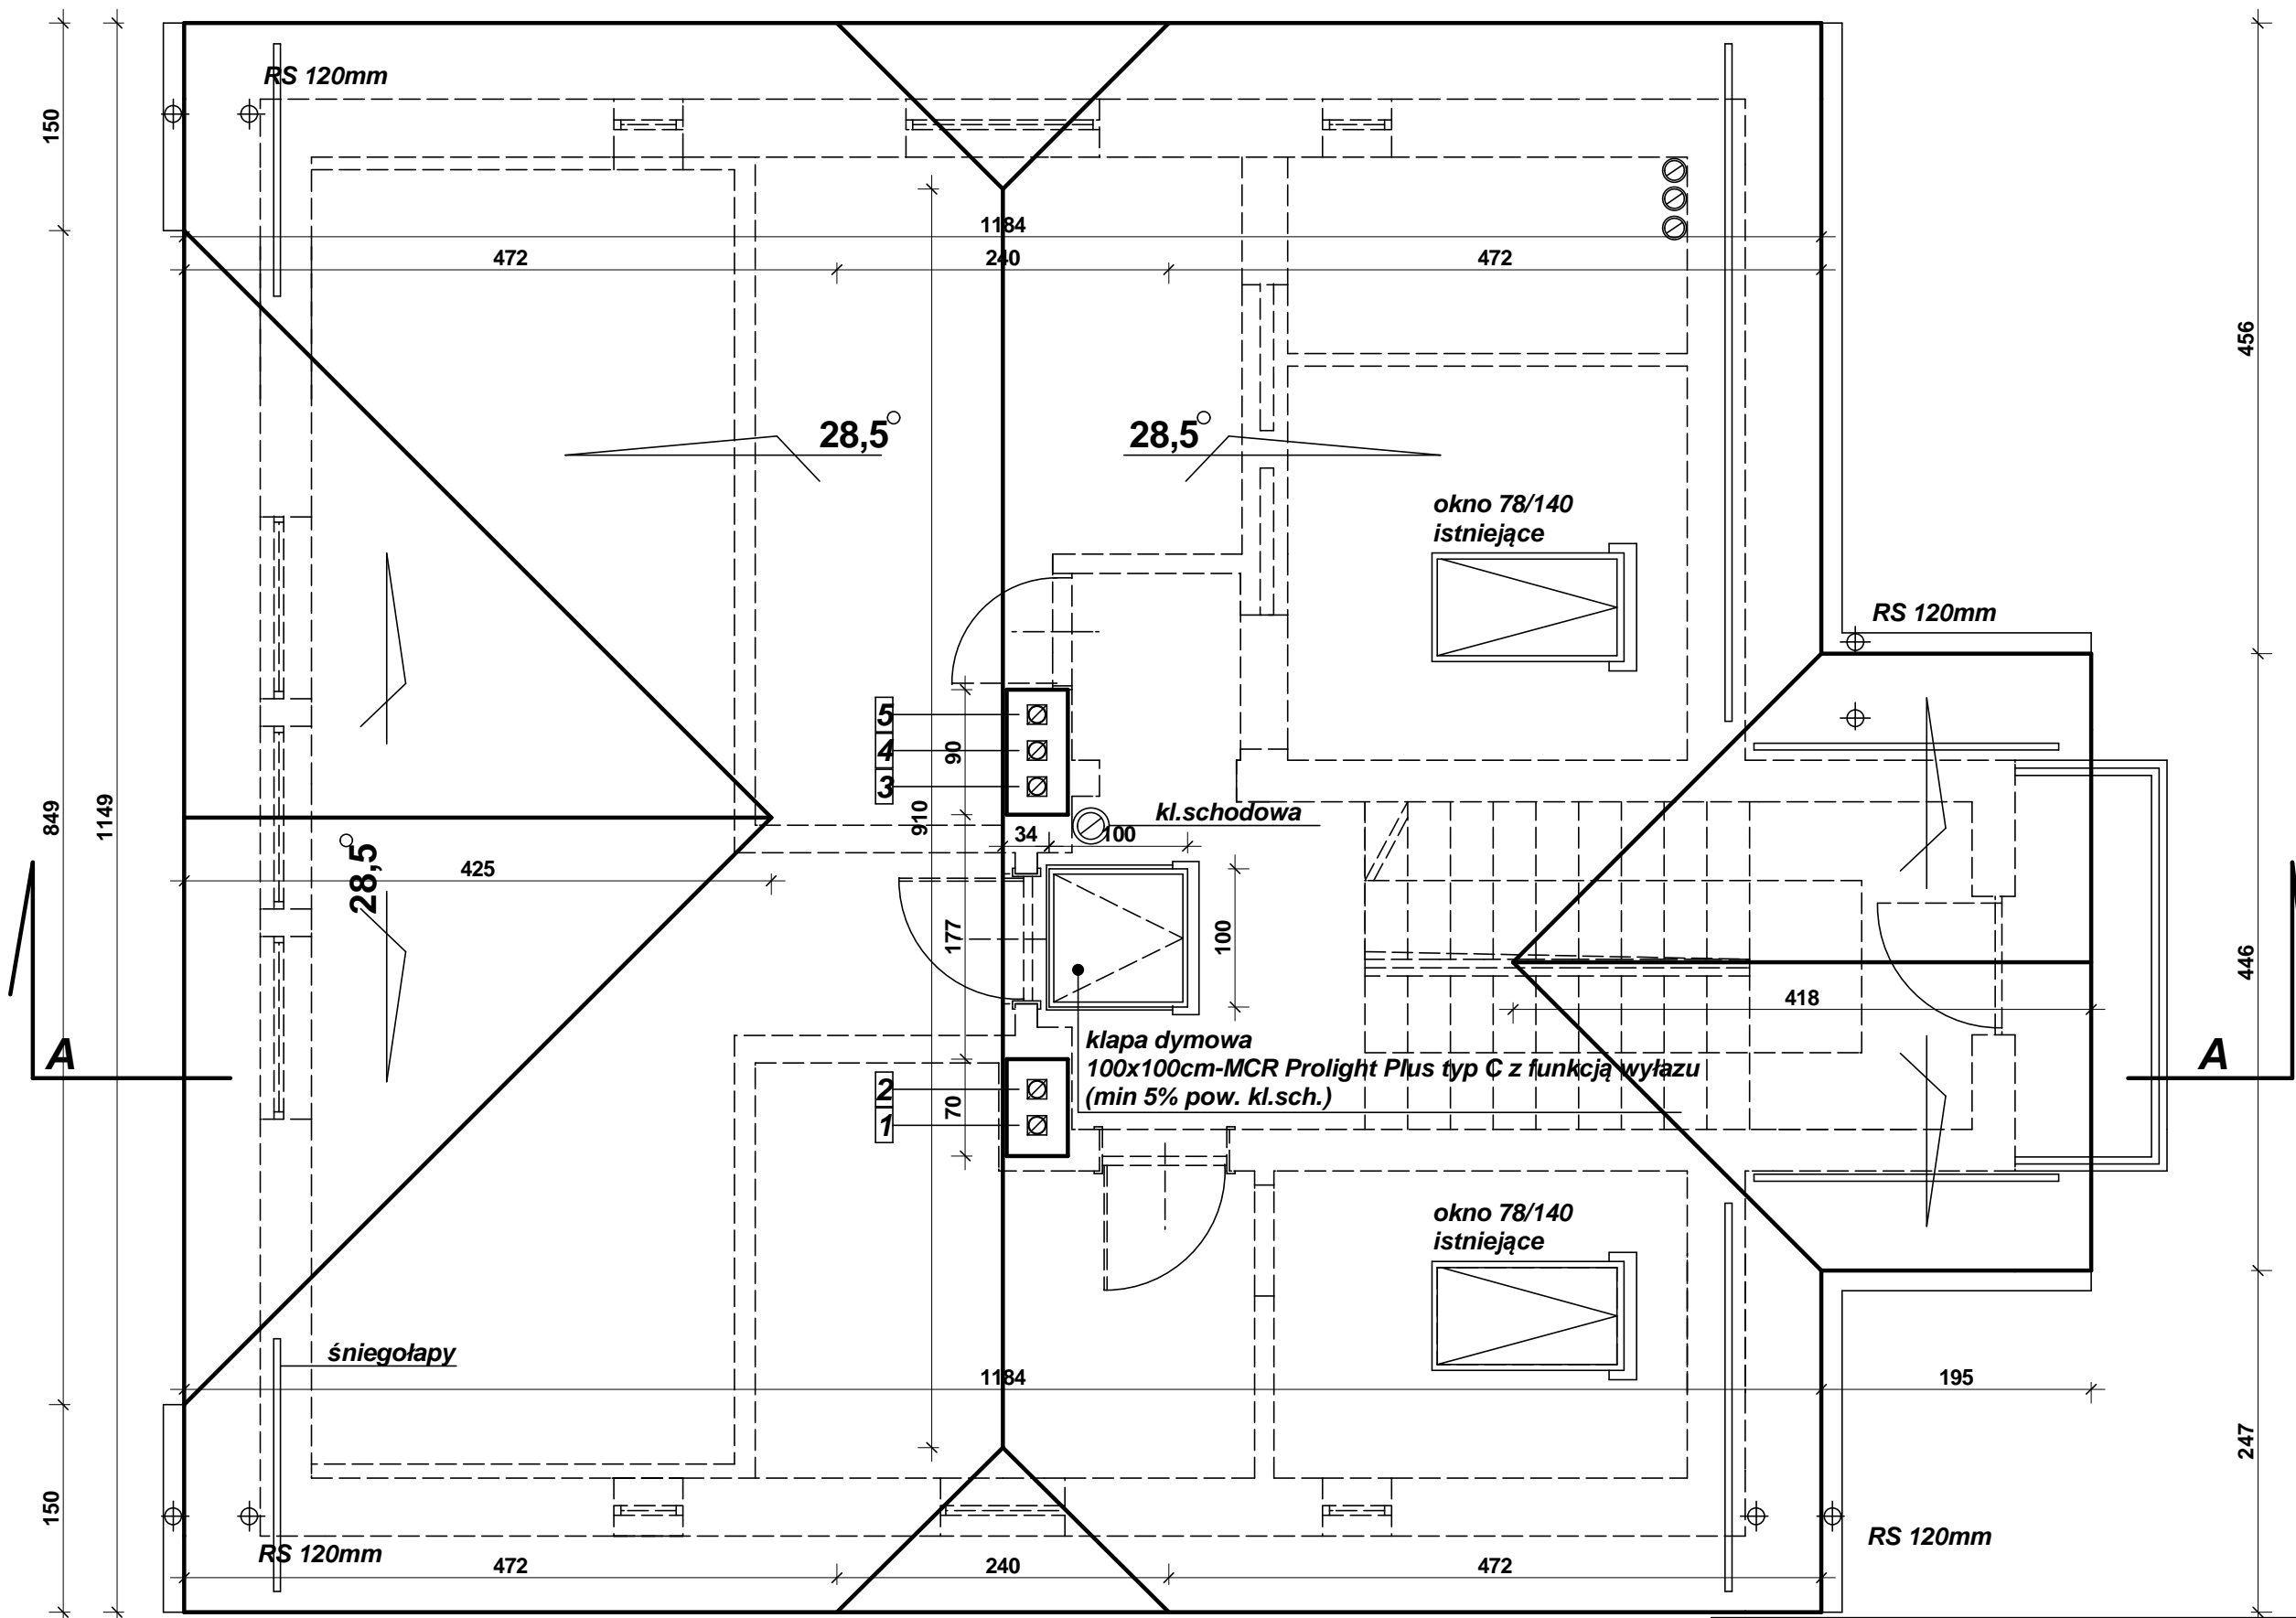 RS 120mm
150
1184
472
240
472
456
28,5°
28,5°
okno 78/140
istniejące
RS 120mm
5
4
3
90
910
849
1149
kl.schodowa
34
100
28,5°
425
177
100
446
418
A
A
klapa dymowa
100x100cm-MCR Prolight Plus typ C z funkcją wyłazu
(min 5% pow. kl.sch.)
2
1
70
okno 78/140
istniejące
śniegołapy
1184
195
247
150
RS 120mm
RS 120mm
472
240
472